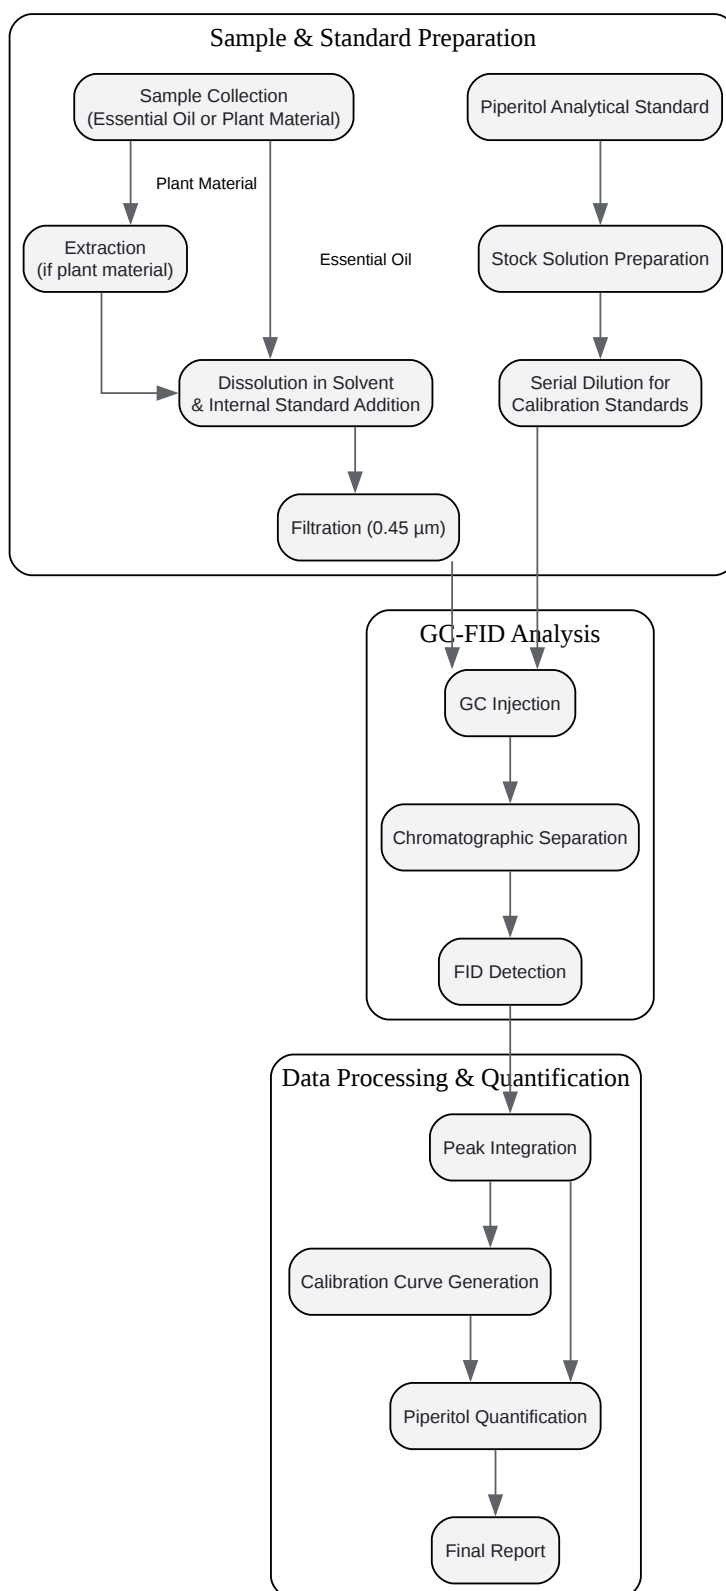 Sample & Standard Preparation
Sample Collection
(Essential Oil or Plant Material)
Piperitol Analytical Standard
Plant Material
Extraction
(if plant material)
Essential Oil
Stock Solution Preparation
Dissolution in Solvent
& Internal Standard Addition
Serial Dilution for
Calibration Standards
Filtration (0.45 µm)
GC-FID Analysis
GC Injection
Chromatographic Separation
FID Detection
Data Processing & Quantification
Peak Integration
Calibration Curve Generation
Piperitol Quantification
Final Report